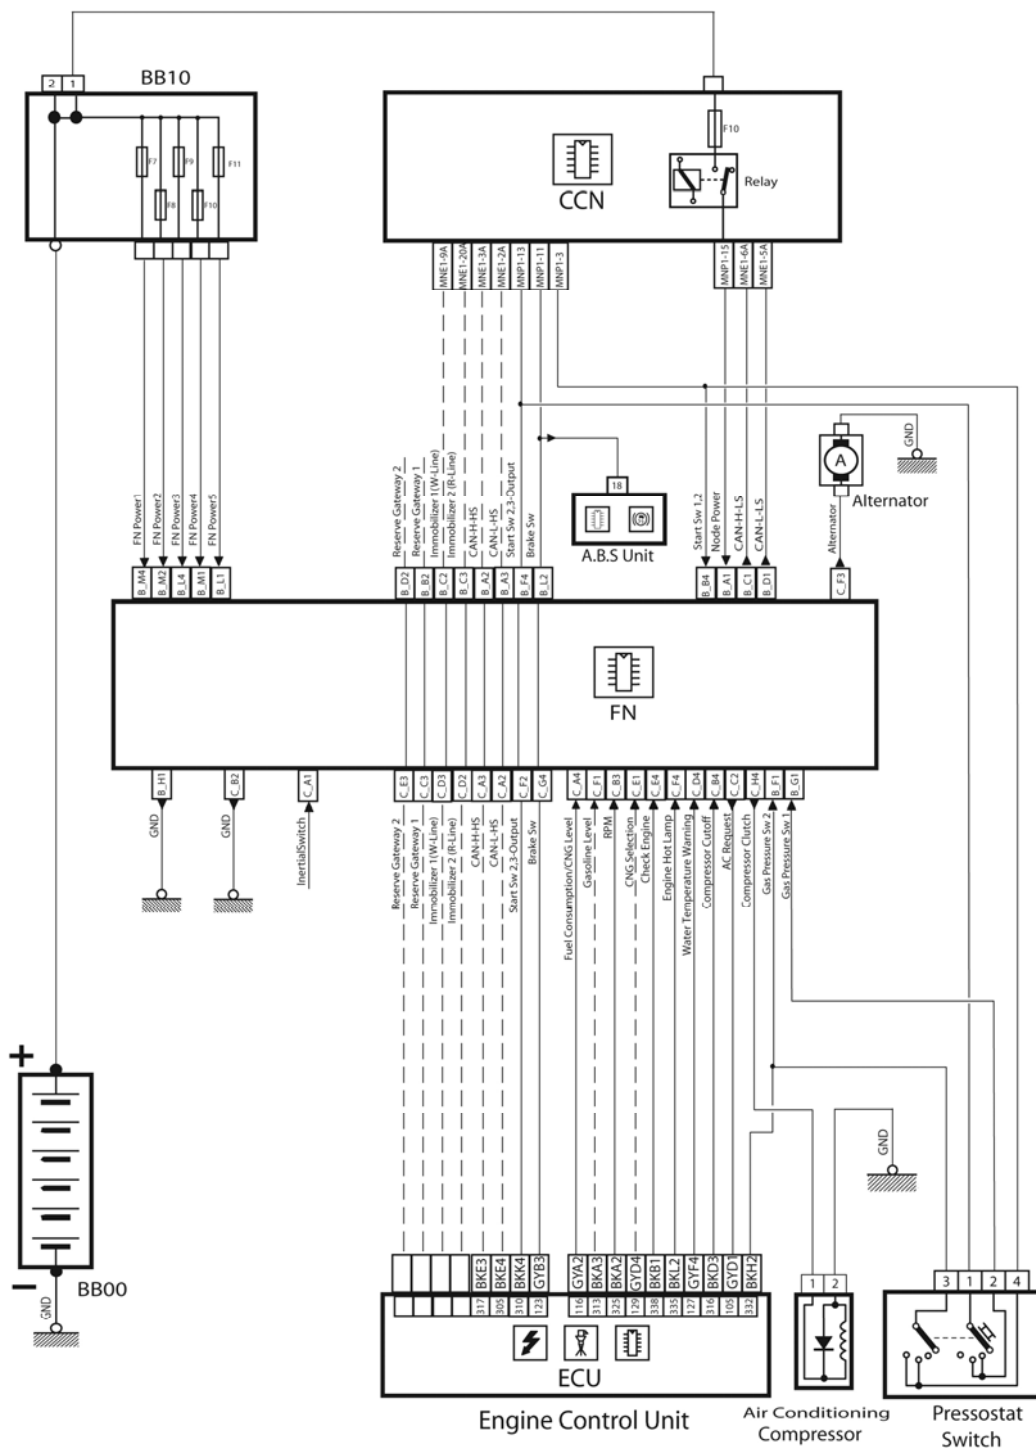 BB10
2 1
F7
F8
F9
F10
F11
CCN
F10
Relay
MNE1-9A
MNE1-20A
MNE1-3A
MNE1-2A
MNP1-13
MNP1-11
MNP1-3
MNP1-15
MNE1-6A
MNE1-5A
FN Power1
FN Power2
FN Power3
FN Power4
FN Power5
Reserve Gateway 2
Reserve Gateway 1
Immobilizer 1(W-Line)
Immobilizer 2 (R-Line)
CAN-H-HS
CAN-L-HS
Start Sw 2,3-Output
Brake Sw
18
A.B.S Unit
Start Sw 1,2
Node Power
CAN-H-LS
CAN-L-LS
Alternator
A
GND
Alternator
B_M4
B_M2
B_L4
B_M1
B_L1
B_D2
B_B2
B_C2
B_C3
B_A2
B_A3
B_F4
B_L2
B_B4
B_A1
B_C1
B_D1
C_F3
FN
B_H1
C_B2
C_A1
C_E3
C_C3
C_D3
C_D2
C_A3
C_A2
C_F2
C_G4
C_A4
C_F1
C_B3
C_E1
C_E4
C_F4
C_D4
C_B4
C_C2
C_H4
B_F1
B_G1
GND
GND
InertialSwitch
Reserve Gateway 2
Reserve Gateway 1
Immobilizer 1(W-Line)
Immobilizer 2 (R-Line)
CAN-H-HS
CAN-L-HS
Start Sw 2,3-Output
Brake Sw
Fuel Consumption/CNG Level
Gasoline Level
RPM
CNG Selection
Check Engine
Engine Hot Lamp
Water Temperature Warning
Compressor Cutoff
AC Request
Compressor Clutch
Gas Pressure Sw 2
Gas Pressure Sw 1
+
−
BB00
GND
GND
BKE3
BKE4
BKK4
GYB3
GYA2
BKA3
BKA2
GYD4
BKB1
BKL2
GYF4
BKD3
GYD1
BKH2
317
305
310
123
116
313
325
129
338
335
127
316
105
332
ECU
Engine Control Unit
1 2
Air Conditioning
Compressor
3 1 2 4
Pressostat
Switch